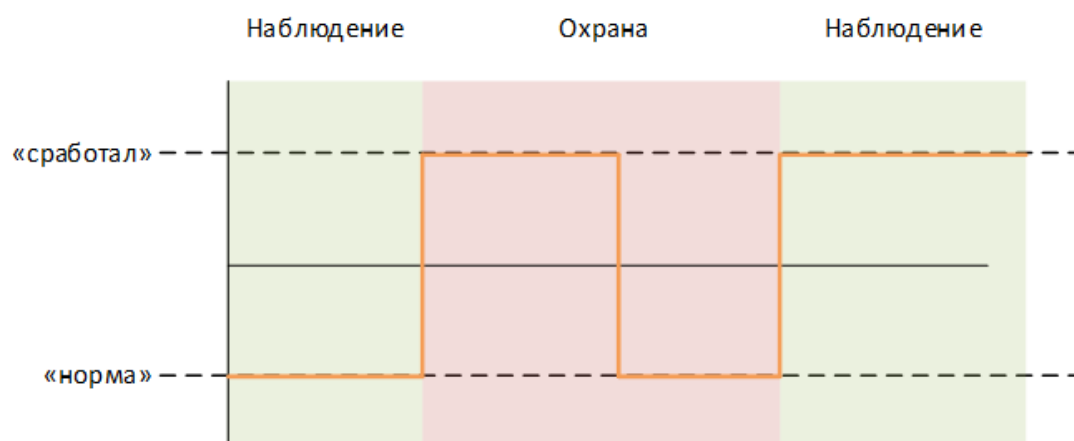 Наблюдение Охрана Наблюдение
«сработал»
«норма»